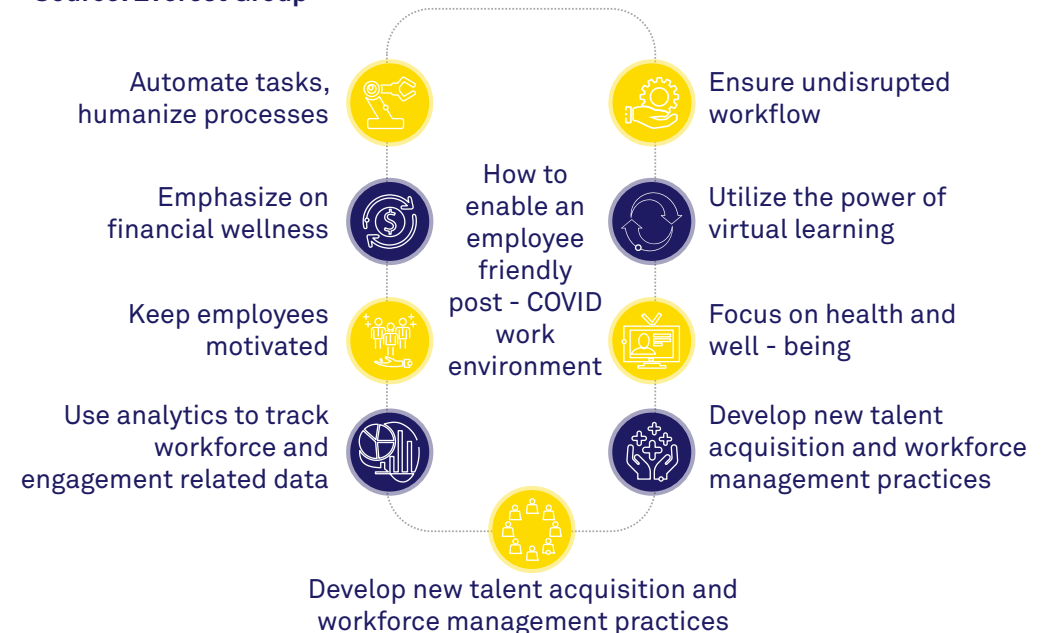 Source: Everest Group
Automate tasks,
humanize processes
Emphasize on
financial wellness
Keep employees
motivated
Use analytics to track
workforce and
engagement related data
How to
enable an
employee
friendly
post - COVID
work
environment
Ensure undisrupted
workflow
Utilize the power of
virtual learning
Focus on health and
well - being
Develop new talent
acquisition and workforce
management practices
Develop new talent acquisition and
workforce management practices